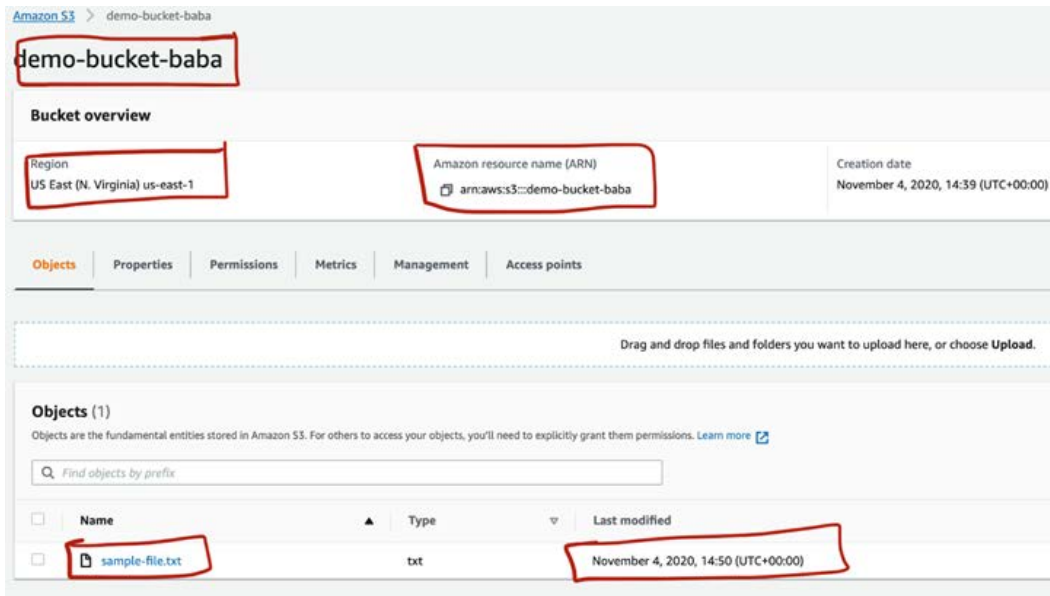 Amazon S3 > demo-bucket-baba
demo-bucket-baba
Bucket overview
Region
US East (N. Virginia) us-east-1
Amazon resource name (ARN)
arn:aws:s3:::demo-bucket-baba
Creation date
November 4, 2020, 14:39 (UTC+00:00)
Objects Properties Permissions Metrics Management Access points
Drag and drop files and folders you want to upload here, or choose Upload.
Objects (1)
Objects are the fundamental entities stored in Amazon S3. For others to access your objects, you'll need to explicitly grant them permissions. Learn more
Find objects by prefix
Name Type Last modified
sample-file.txt txt November 4, 2020, 14:50 (UTC+00:00)